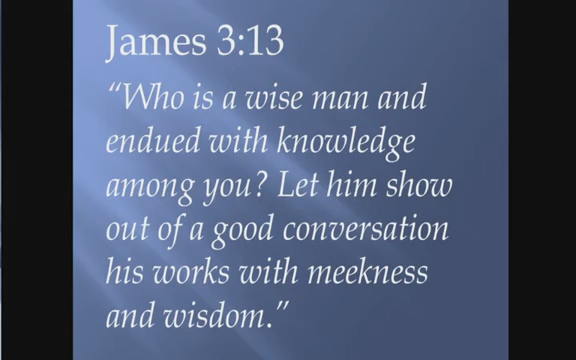 James 3:13
“Who is a wise man and
endued with knowledge
among you? Let him show
out of a good conversation
his works with meekness
and wisdom.”